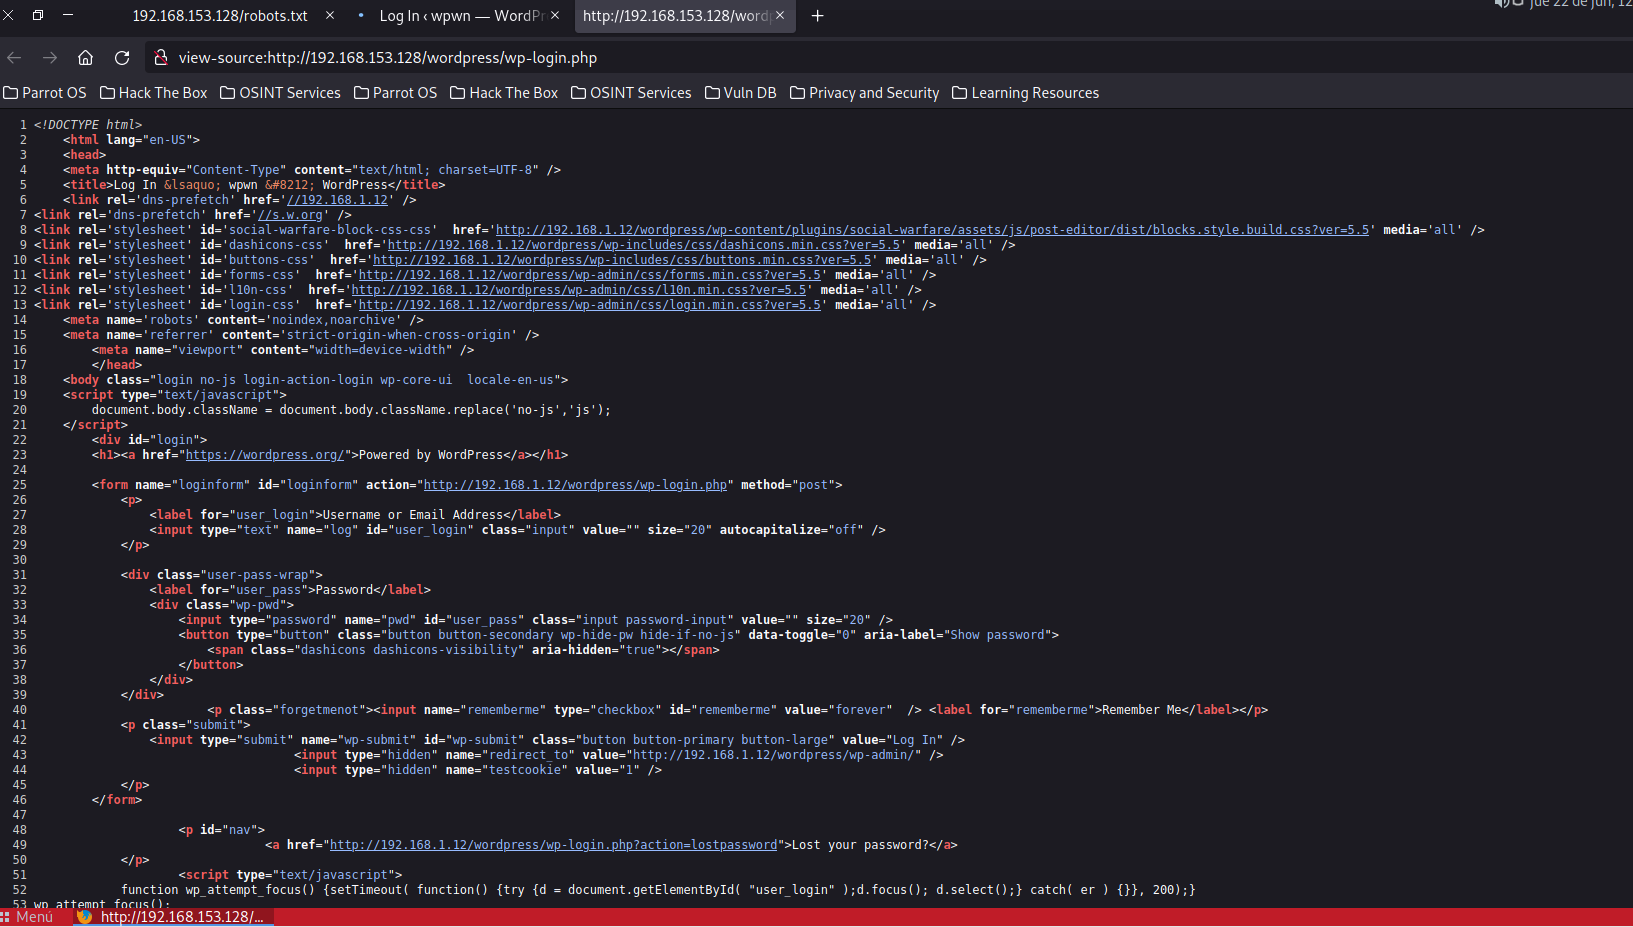 jue 22 de jun, 12
192.168.153.128/robots.txt
Log In ‹ wpwn — WordPr
http://192.168.153.128/wordp
view-source:http://192.168.153.128/wordpress/wp-login.php
Parrot OS Hack The Box OSINT Services Parrot OS Hack The Box OSINT Services Vuln DB Privacy and Security Learning Resources
1 <!DOCTYPE html>
2     <html lang="en-US">
3     <head>
4     <meta http-equiv="Content-Type" content="text/html; charset=UTF-8" />
5     <title>Log In &lsaquo; wpwn &#8212; WordPress</title>
6     <link rel='dns-prefetch' href='//192.168.1.12' />
7 <link rel='dns-prefetch' href='//s.w.org' />
8 <link rel='stylesheet' id='social-warfare-block-css-css'  href='http://192.168.1.12/wordpress/wp-content/plugins/social-warfare/assets/js/post-editor/dist/blocks.style.build.css?ver=5.5' media='all' />
9 <link rel='stylesheet' id='dashicons-css'  href='http://192.168.1.12/wordpress/wp-includes/css/dashicons.min.css?ver=5.5' media='all' />
10 <link rel='stylesheet' id='buttons-css'  href='http://192.168.1.12/wordpress/wp-includes/css/buttons.min.css?ver=5.5' media='all' />
11 <link rel='stylesheet' id='forms-css'  href='http://192.168.1.12/wordpress/wp-admin/css/forms.min.css?ver=5.5' media='all' />
12 <link rel='stylesheet' id='l10n-css'  href='http://192.168.1.12/wordpress/wp-admin/css/l10n.min.css?ver=5.5' media='all' />
13 <link rel='stylesheet' id='login-css'  href='http://192.168.1.12/wordpress/wp-admin/css/login.min.css?ver=5.5' media='all' />
14     <meta name='robots' content='noindex,noarchive' />
15     <meta name='referrer' content='strict-origin-when-cross-origin' />
16         <meta name="viewport" content="width=device-width" />
17         </head>
18     <body class="login no-js login-action-login wp-core-ui  locale-en-us">
19     <script type="text/javascript">
20         document.body.className = document.body.className.replace('no-js','js');
21     </script>
22         <div id="login">
23         <h1><a href="https://wordpress.org/">Powered by WordPress</a></h1>
24
25         <form name="loginform" id="loginform" action="http://192.168.1.12/wordpress/wp-login.php" method="post">
26             <p>
27                 <label for="user_login">Username or Email Address</label>
28                 <input type="text" name="log" id="user_login" class="input" value="" size="20" autocapitalize="off" />
29             </p>
30
31             <div class="user-pass-wrap">
32                 <label for="user_pass">Password</label>
33                 <div class="wp-pwd">
34                     <input type="password" name="pwd" id="user_pass" class="input password-input" value="" size="20" />
35                     <button type="button" class="button button-secondary wp-hide-pw hide-if-no-js" data-toggle="0" aria-label="Show password">
36                         <span class="dashicons dashicons-visibility" aria-hidden="true"></span>
37                     </button>
38                 </div>
39             </div>
40                         <p class="forgetmenot"><input name="rememberme" type="checkbox" id="rememberme" value="forever"  /> <label for="rememberme">Remember Me</label></p>
41             <p class="submit">
42                 <input type="submit" name="wp-submit" id="wp-submit" class="button button-primary button-large" value="Log In" />
43                                     <input type="hidden" name="redirect_to" value="http://192.168.1.12/wordpress/wp-admin/" />
44                                     <input type="hidden" name="testcookie" value="1" />
45             </p>
46         </form>
47
48                     <p id="nav">
49                                 <a href="http://192.168.1.12/wordpress/wp-login.php?action=lostpassword">Lost your password?</a>
50             </p>
51                     <script type="text/javascript">
52             function wp_attempt_focus() {setTimeout( function() {try {d = document.getElementById( "user_login" );d.focus(); d.select();} catch( er ) {}}, 200);}
53 wp_attempt_focus();
Menú http://192.168.153.128/...